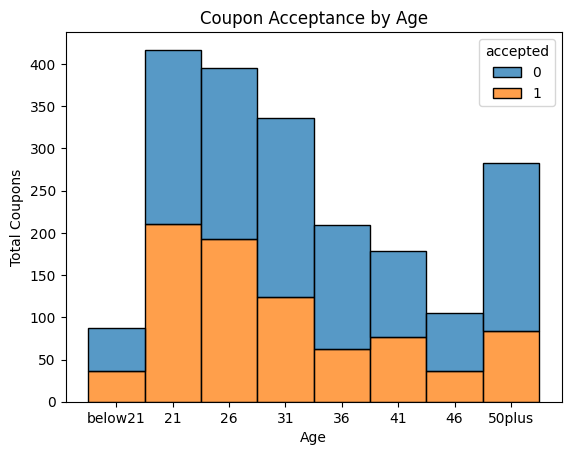 Coupon Acceptance by Age
accepted
0
1
400
350
300
250
200
150
100
50
0
Total Coupons
below21 21 26 31 36 41 46 50plus
Age